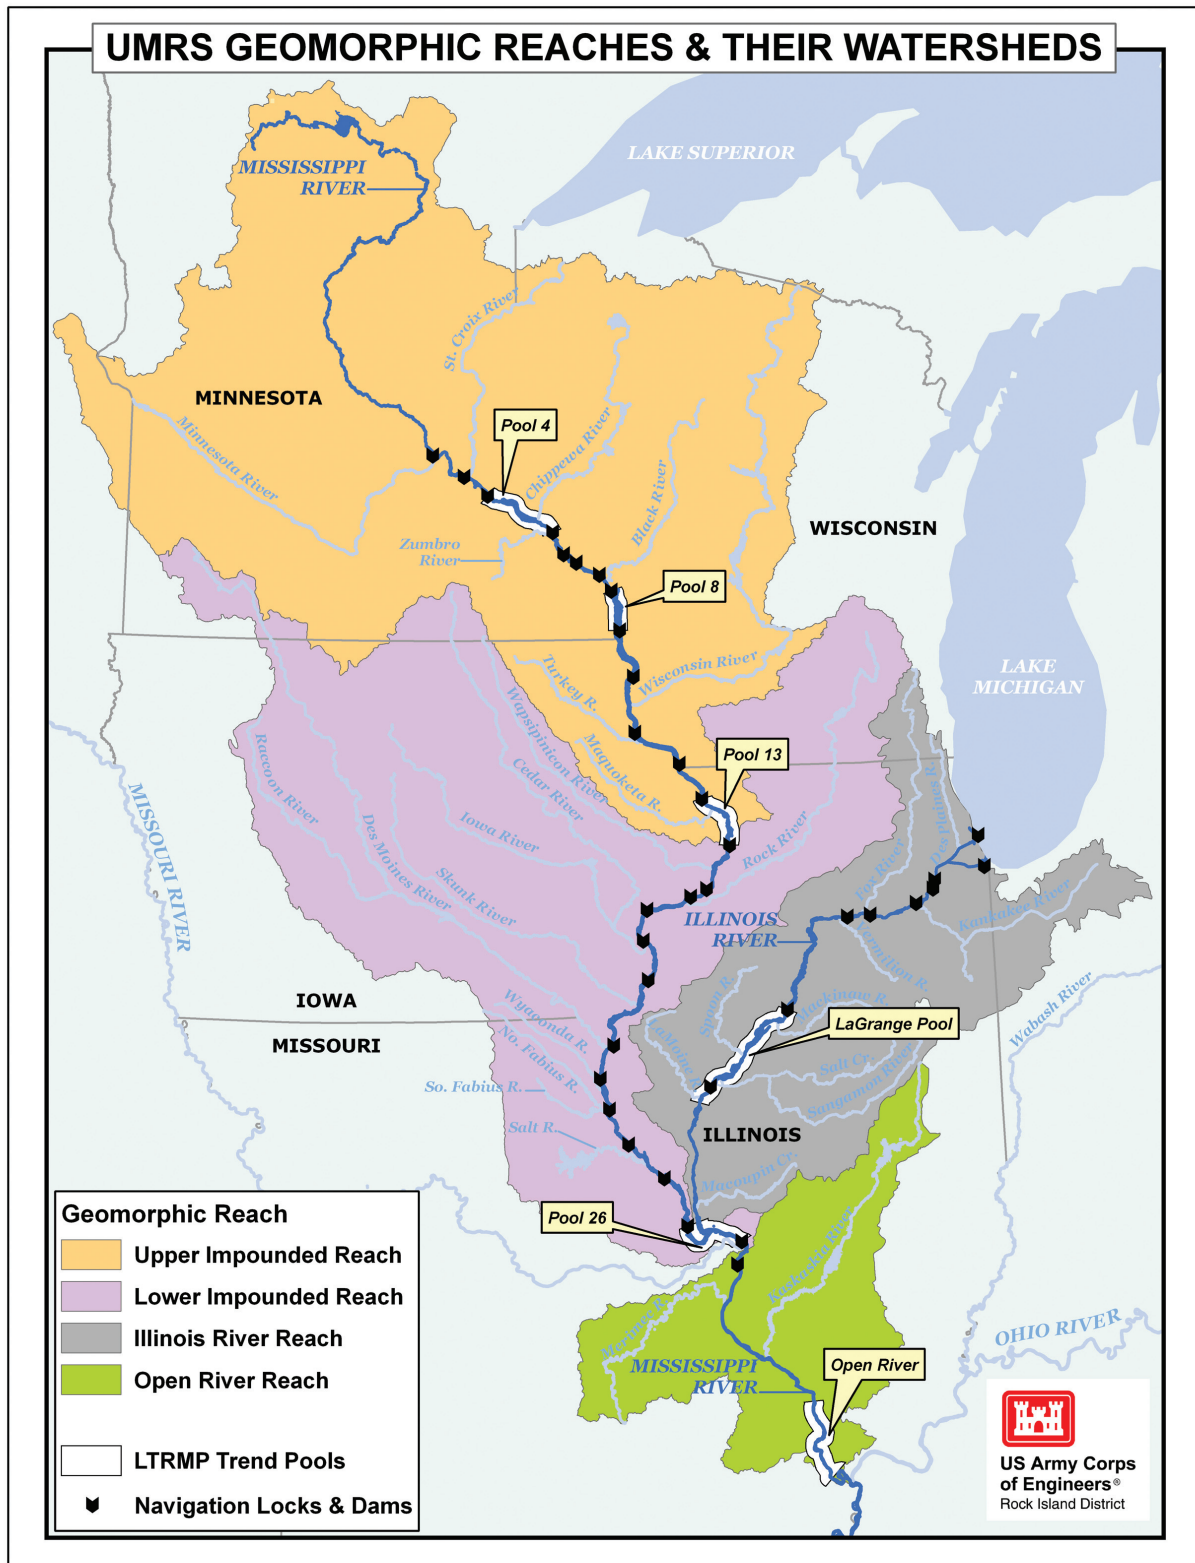 UMRS GEOMORPHIC REACHES & THEIR WATERSHEDS
LAKE SUPERIOR
MISSISSIPPI
RIVER
St. Croix River
MINNESOTA
Minnesota River
Pool 4
Chippewa River
Black River
WISCONSIN
Zumbro
River
Pool 8
Wisconsin River
Turkey R.
LAKE
MICHIGAN
Wapsipinicon River
Cedar River
Maquoketa R.
Pool 13
Raccoon River
Des Moines River
Iowa River
Skunk River
Rock River
Fox River
Des Plaines R.
MISSOURI RIVER
ILLINOIS
RIVER
Kankakee River
Vermilion R.
IOWA
MISSOURI
Wyaconda R.
No. Fabius R.
So. Fabius R.
Salt R.
Spoon R.
LaMoine R.
Mackinaw R.
LaGrange Pool
Salt Cr.
Sangamon River
Wabash River
ILLINOIS
Macoupin Cr.
Pool 26
Kaskaskia River
Merimec R.
MISSISSIPPI
RIVER
Open River
OHIO RIVER
Geomorphic Reach
Upper Impounded Reach
Lower Impounded Reach
Illinois River Reach
Open River Reach
LTRMP Trend Pools
Navigation Locks & Dams
US Army Corps
of Engineers®
Rock Island District